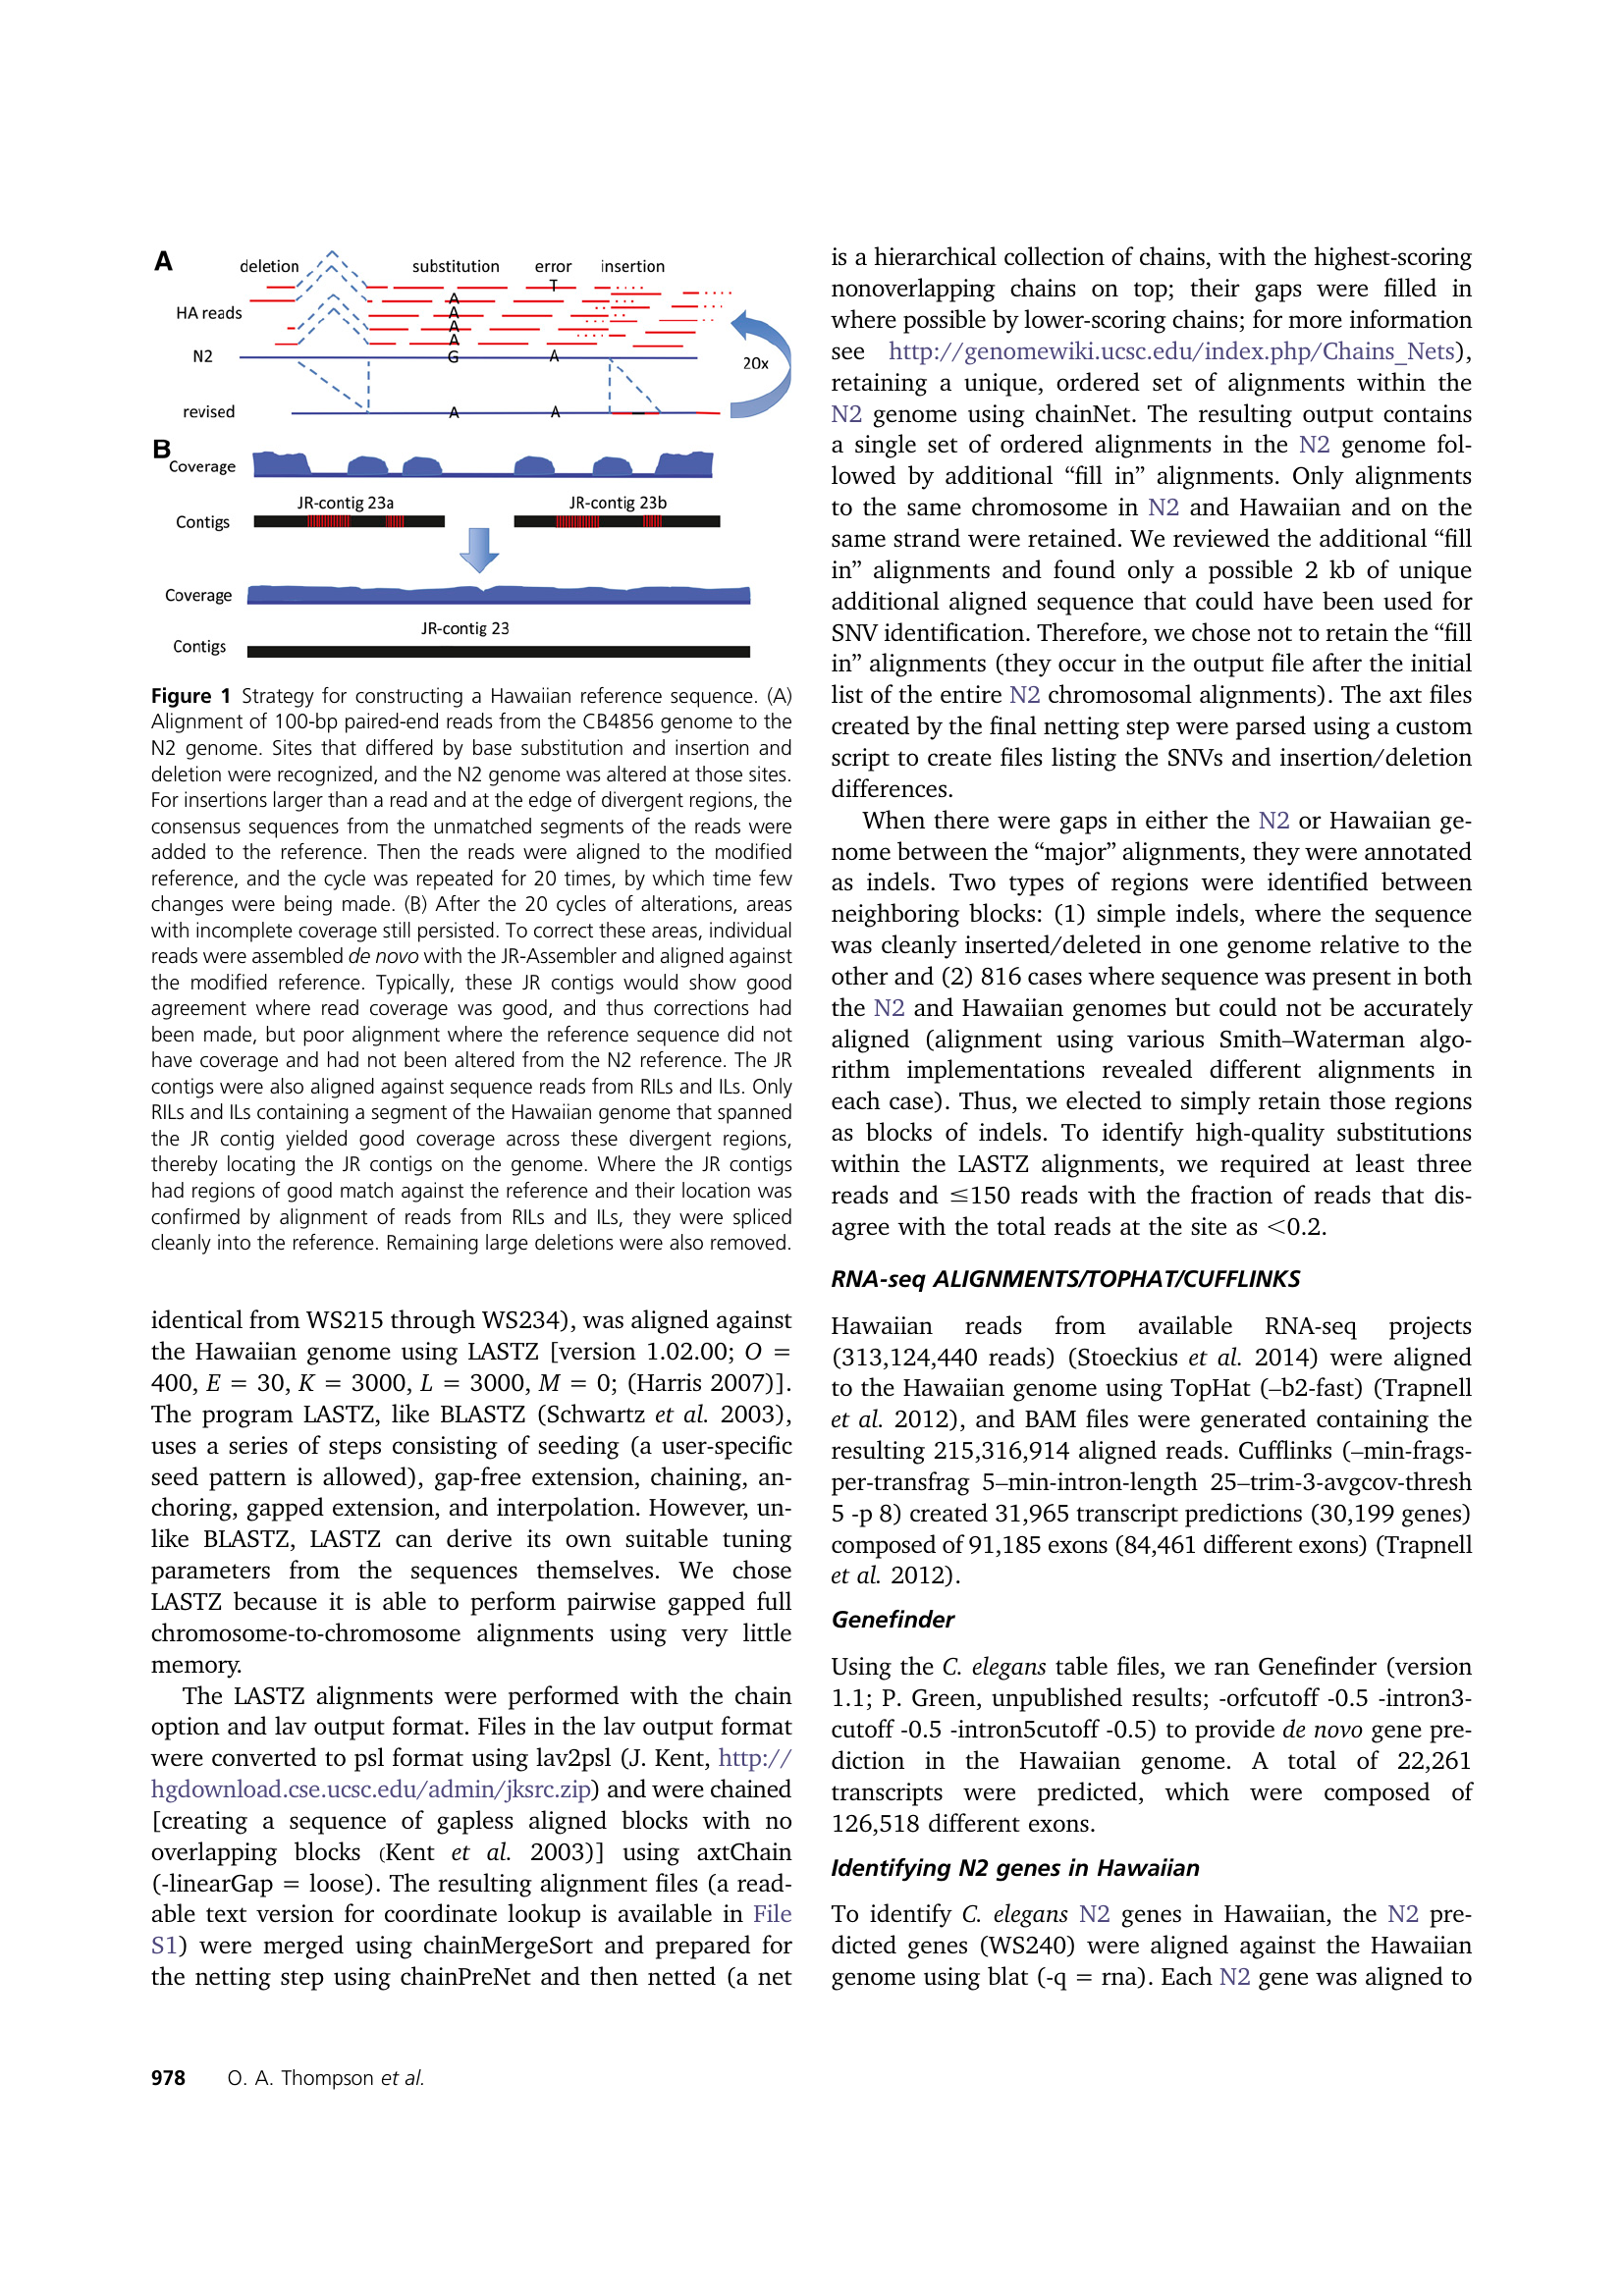 A
deletion substitution error insertion
T
A
HA reads A
A
A
N2 G A
20x
revised A A
B
Coverage
JR-contig 23a JR-contig 23b
Contigs
Coverage
JR-contig 23
Contigs
Figure 1 Strategy for constructing a Hawaiian reference sequence. (A)
Alignment of 100-bp paired-end reads from the CB4856 genome to the
N2 genome. Sites that differed by base substitution and insertion and
deletion were recognized, and the N2 genome was altered at those sites.
For insertions larger than a read and at the edge of divergent regions, the
consensus sequences from the unmatched segments of the reads were
added to the reference. Then the reads were aligned to the modified
reference, and the cycle was repeated for 20 times, by which time few
changes were being made. (B) After the 20 cycles of alterations, areas
with incomplete coverage still persisted. To correct these areas, individual
reads were assembled de novo with the JR-Assembler and aligned against
the modified reference. Typically, these JR contigs would show good
agreement where read coverage was good, and thus corrections had
been made, but poor alignment where the reference sequence did not
have coverage and had not been altered from the N2 reference. The JR
contigs were also aligned against sequence reads from RILs and ILs. Only
RILs and ILs containing a segment of the Hawaiian genome that spanned
the JR contig yielded good coverage across these divergent regions,
thereby locating the JR contigs on the genome. Where the JR contigs
had regions of good match against the reference and their location was
confirmed by alignment of reads from RILs and ILs, they were spliced
cleanly into the reference. Remaining large deletions were also removed.
identical from WS215 through WS234), was aligned against
the Hawaiian genome using LASTZ [version 1.02.00; O =
400, E = 30, K = 3000, L = 3000, M = 0; (Harris 2007)].
The program LASTZ, like BLASTZ (Schwartz et al. 2003),
uses a series of steps consisting of seeding (a user-specific
seed pattern is allowed), gap-free extension, chaining, an-
choring, gapped extension, and interpolation. However, un-
like BLASTZ, LASTZ can derive its own suitable tuning
parameters from the sequences themselves. We chose
LASTZ because it is able to perform pairwise gapped full
chromosome-to-chromosome alignments using very little
memory.
The LASTZ alignments were performed with the chain
option and lav output format. Files in the lav output format
were converted to psl format using lav2psl (J. Kent, http://
hgdownload.cse.ucsc.edu/admin/jksrc.zip) and were chained
[creating a sequence of gapless aligned blocks with no
overlapping blocks (Kent et al. 2003)] using axtChain
(-linearGap = loose). The resulting alignment files (a read-
able text version for coordinate lookup is available in File
S1) were merged using chainMergeSort and prepared for
the netting step using chainPreNet and then netted (a net
is a hierarchical collection of chains, with the highest-scoring
nonoverlapping chains on top; their gaps were filled in
where possible by lower-scoring chains; for more information
see http://genomewiki.ucsc.edu/index.php/Chains_Nets),
retaining a unique, ordered set of alignments within the
N2 genome using chainNet. The resulting output contains
a single set of ordered alignments in the N2 genome fol-
lowed by additional “fill in” alignments. Only alignments
to the same chromosome in N2 and Hawaiian and on the
same strand were retained. We reviewed the additional “fill
in” alignments and found only a possible 2 kb of unique
additional aligned sequence that could have been used for
SNV identification. Therefore, we chose not to retain the “fill
in” alignments (they occur in the output file after the initial
list of the entire N2 chromosomal alignments). The axt files
created by the final netting step were parsed using a custom
script to create files listing the SNVs and insertion/deletion
differences.
When there were gaps in either the N2 or Hawaiian ge-
nome between the “major” alignments, they were annotated
as indels. Two types of regions were identified between
neighboring blocks: (1) simple indels, where the sequence
was cleanly inserted/deleted in one genome relative to the
other and (2) 816 cases where sequence was present in both
the N2 and Hawaiian genomes but could not be accurately
aligned (alignment using various Smith–Waterman algo-
rithm implementations revealed different alignments in
each case). Thus, we elected to simply retain those regions
as blocks of indels. To identify high-quality substitutions
within the LASTZ alignments, we required at least three
reads and ≤150 reads with the fraction of reads that dis-
agree with the total reads at the site as <0.2.
RNA-seq ALIGNMENTS/TOPHAT/CUFFLINKS
Hawaiian reads from available RNA-seq projects
(313,124,440 reads) (Stoeckius et al. 2014) were aligned
to the Hawaiian genome using TopHat (–b2-fast) (Trapnell
et al. 2012), and BAM files were generated containing the
resulting 215,316,914 aligned reads. Cufflinks (–min-frags-
per-transfrag 5–min-intron-length 25–trim-3-avgcov-thresh
5 -p 8) created 31,965 transcript predictions (30,199 genes)
composed of 91,185 exons (84,461 different exons) (Trapnell
et al. 2012).
Genefinder
Using the C. elegans table files, we ran Genefinder (version
1.1; P. Green, unpublished results; -orfcutoff -0.5 -intron3-
cutoff -0.5 -intron5cutoff -0.5) to provide de novo gene pre-
diction in the Hawaiian genome. A total of 22,261
transcripts were predicted, which were composed of
126,518 different exons.
Identifying N2 genes in Hawaiian
To identify C. elegans N2 genes in Hawaiian, the N2 pre-
dicted genes (WS240) were aligned against the Hawaiian
genome using blat (-q = rna). Each N2 gene was aligned to
978 O. A. Thompson et al.